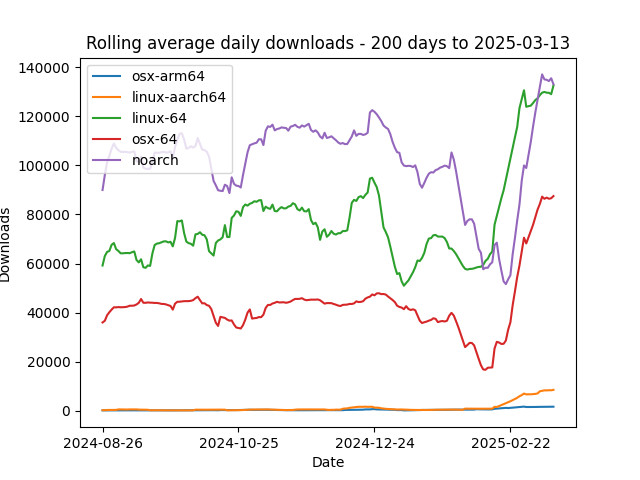 Rolling average daily downloads - 200 days to 2025-03-13
140000
120000
100000
80000
60000
40000
20000
0
Downloads
osx-arm64
linux-aarch64
linux-64
osx-64
noarch
2024-08-26
2024-10-25
2024-12-24
2025-02-22
Date